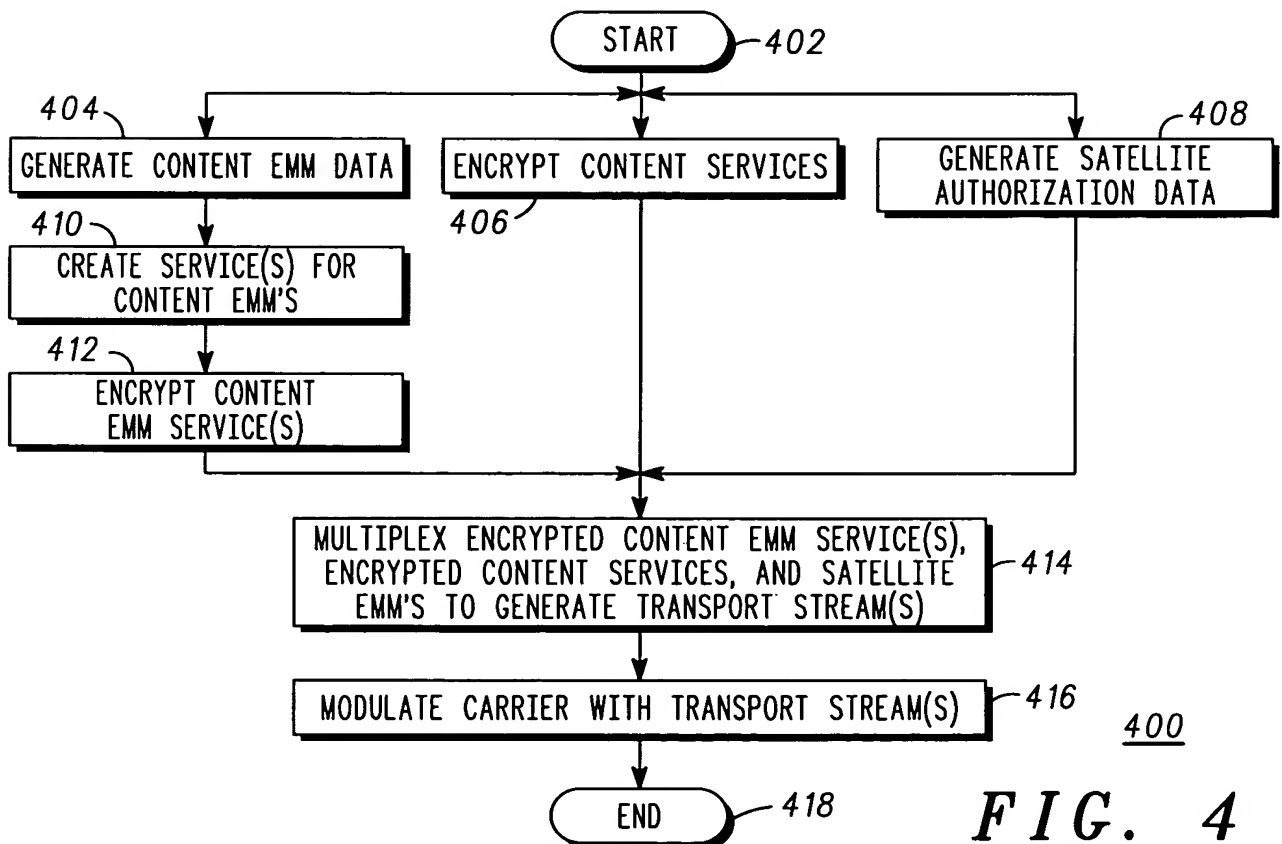 START
402
404
GENERATE CONTENT EMM DATA
ENCRYPT CONTENT SERVICES
406
408
GENERATE SATELLITE
AUTHORIZATION DATA
410
CREATE SERVICE(S) FOR
CONTENT EMM'S
412
ENCRYPT CONTENT
EMM SERVICE(S)
MULTIPLEX ENCRYPTED CONTENT EMM SERVICE(S),
ENCRYPTED CONTENT SERVICES, AND SATELLITE
EMM'S TO GENERATE TRANSPORT STREAM(S)
414
MODULATE CARRIER WITH TRANSPORT STREAM(S)
416
400
END
418
FIG. 4